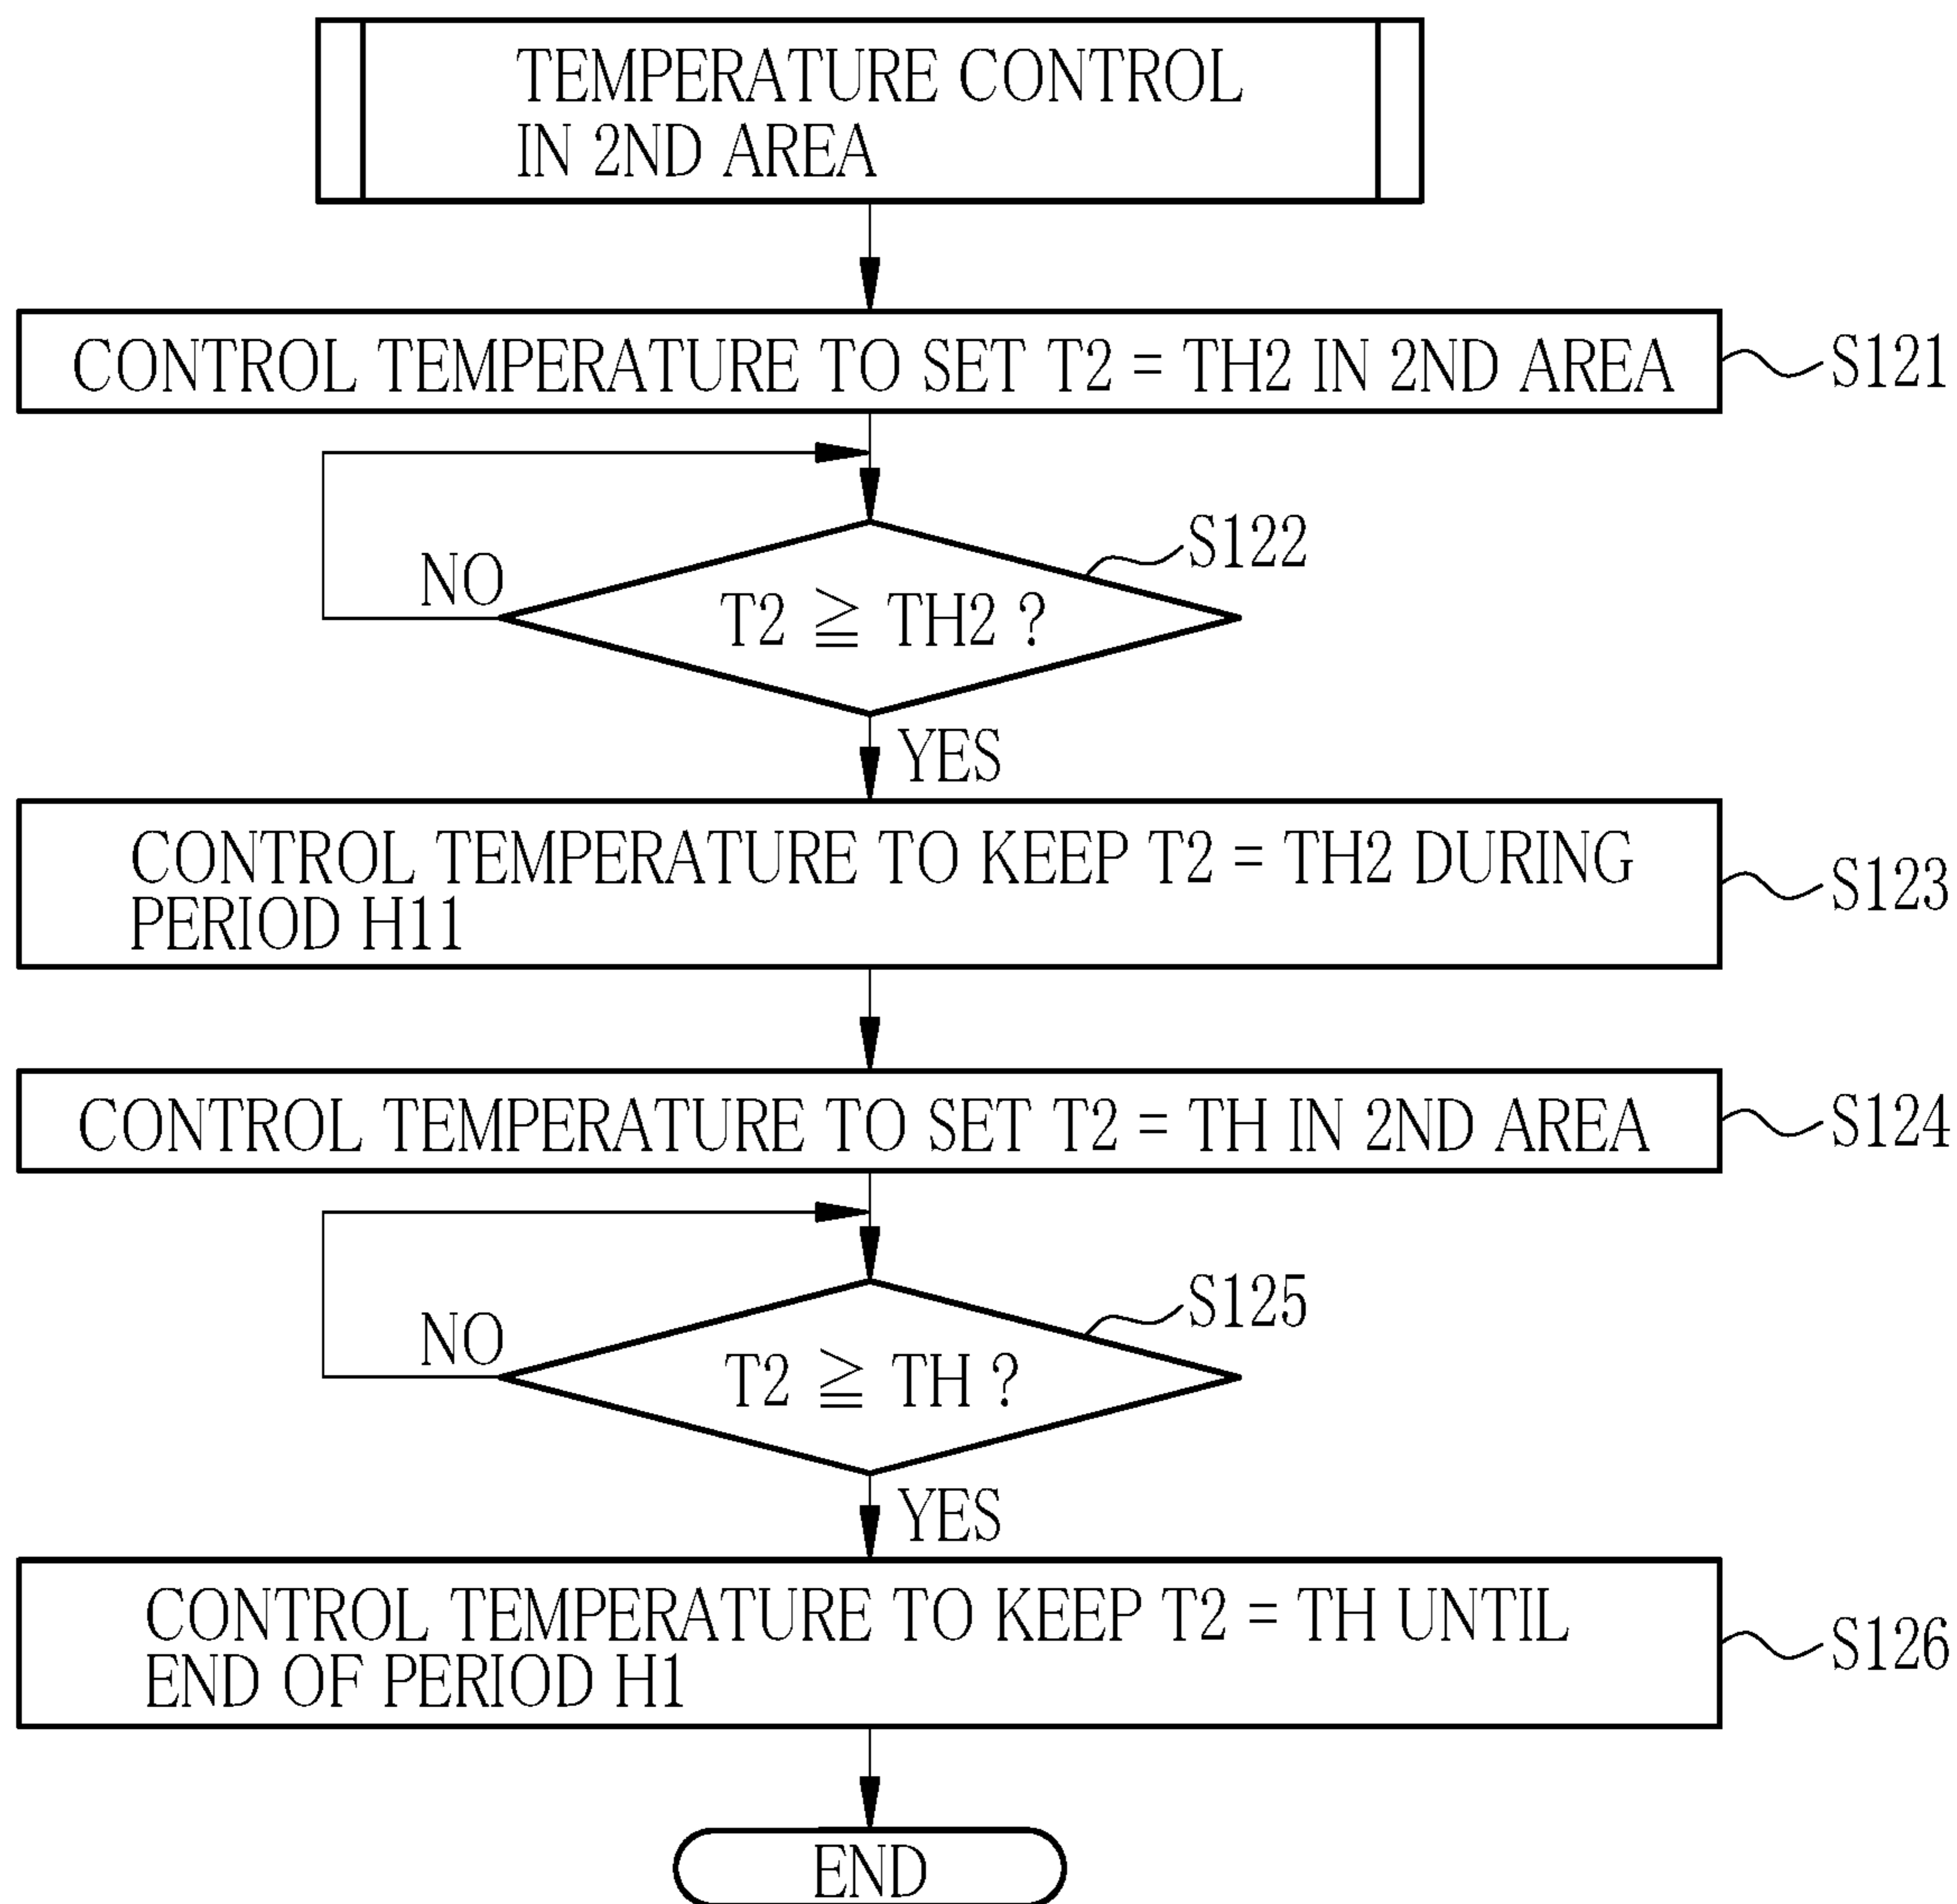 TEMPERATURE CONTROL
IN 2ND AREA
CONTROL TEMPERATURE TO SET T2 = TH2 IN 2ND AREA
S121
S122
NO
T2 ≧ TH2 ?
YES
CONTROL TEMPERATURE TO KEEP T2 = TH2 DURING
PERIOD H11
S123
CONTROL TEMPERATURE TO SET T2 = TH IN 2ND AREA
S124
S125
NO
T2 ≧ TH ?
YES
CONTROL TEMPERATURE TO KEEP T2 = TH UNTIL
END OF PERIOD H1
S126
END